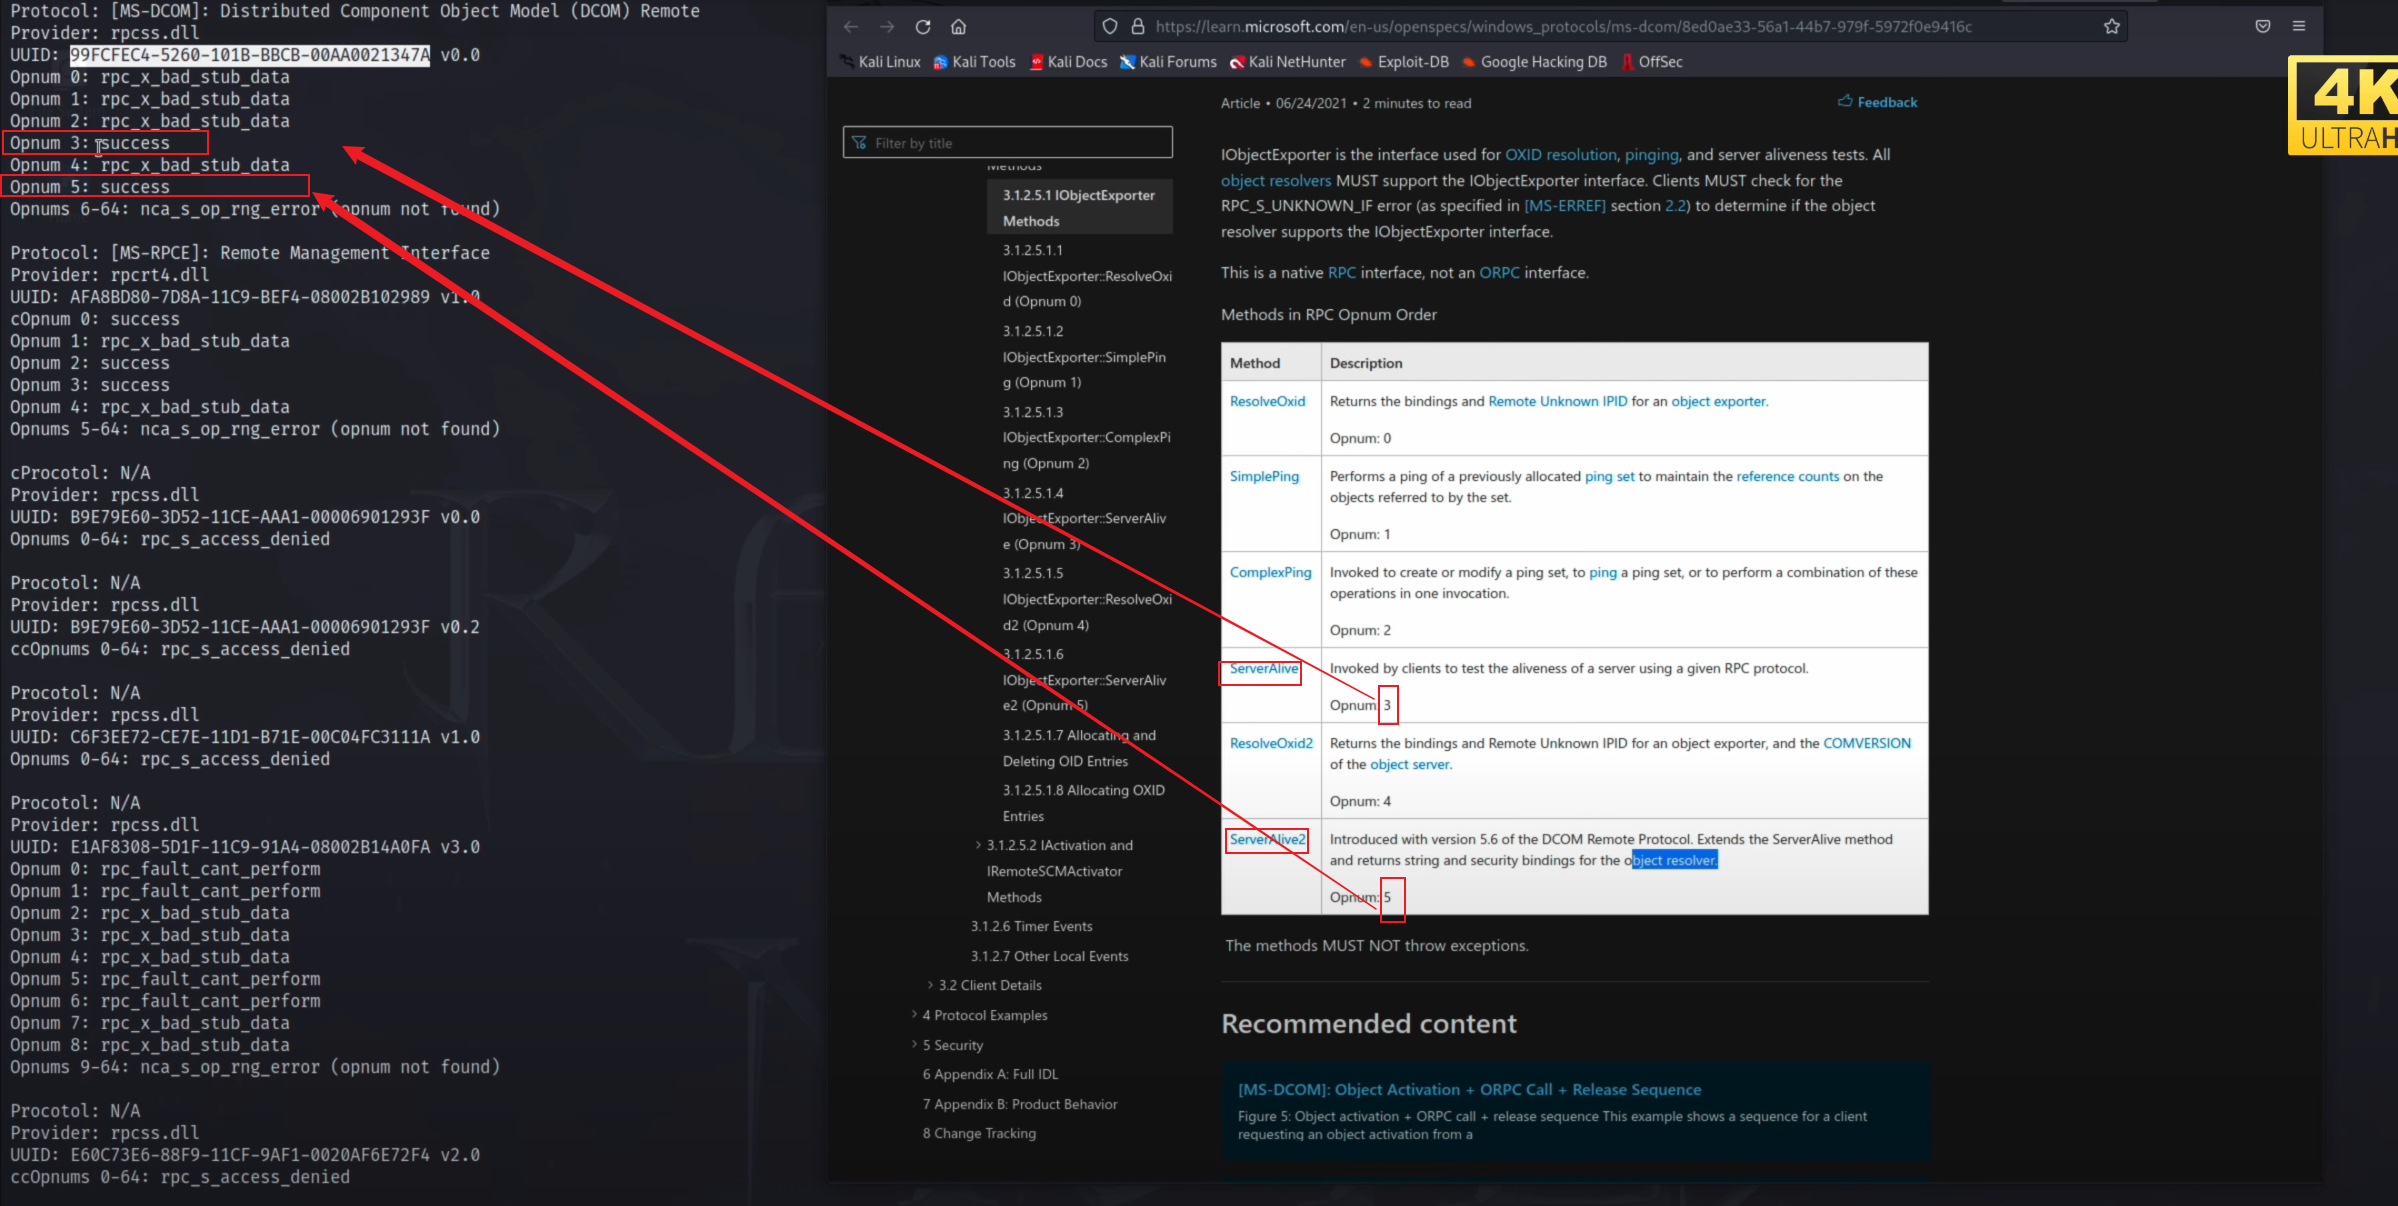 Protocol: [MS-DCOM]: Distributed Component Object Model (DCOM) Remote
Provider: rpcss.dll
UUID: 99FCFEC4-5260-101B-BBCB-00AA0021347A v0.0
Opnum 0: rpc_x_bad_stub_data
Opnum 1: rpc_x_bad_stub_data
Opnum 2: rpc_x_bad_stub_data
Opnum 3: success
Opnum 4: rpc_x_bad_stub_data
Opnum 5: success
Opnums 6-64: nca_s_op_rng_error (opnum not found)
Protocol: [MS-RPCE]: Remote Management Interface
Provider: rpcrt4.dll
UUID: AFA8BD80-7D8A-11C9-BEF4-08002B102989 v1.0
cOpnum 0: success
Opnum 1: rpc_x_bad_stub_data
Opnum 2: success
Opnum 3: success
Opnum 4: rpc_x_bad_stub_data
Opnums 5-64: nca_s_op_rng_error (opnum not found)
cProcotol: N/A
Provider: rpcss.dll
UUID: B9E79E60-3D52-11CE-AAA1-00006901293F v0.0
Opnums 0-64: rpc_s_access_denied
Procotol: N/A
Provider: rpcss.dll
UUID: B9E79E60-3D52-11CE-AAA1-00006901293F v0.2
ccOpnums 0-64: rpc_s_access_denied
Procotol: N/A
Provider: rpcss.dll
UUID: C6F3EE72-CE7E-11D1-B71E-00C04FC3111A v1.0
Opnums 0-64: rpc_s_access_denied
Procotol: N/A
Provider: rpcss.dll
UUID: E1AF8308-5D1F-11C9-91A4-08002B14A0FA v3.0
Opnum 0: rpc_fault_cant_perform
Opnum 1: rpc_fault_cant_perform
Opnum 2: rpc_x_bad_stub_data
Opnum 3: rpc_x_bad_stub_data
Opnum 4: rpc_x_bad_stub_data
Opnum 5: rpc_fault_cant_perform
Opnum 6: rpc_fault_cant_perform
Opnum 7: rpc_x_bad_stub_data
Opnum 8: rpc_x_bad_stub_data
Opnums 9-64: nca_s_op_rng_error (opnum not found)
Procotol: N/A
Provider: rpcss.dll
UUID: E60C73E6-88F9-11CF-9AF1-0020AF6E72F4 v2.0
ccOpnums 0-64: rpc_s_access_denied
https://learn.microsoft.com/en-us/openspecs/windows_protocols/ms-dcom/8ed0ae33-56a1-44b7-979f-5972f0e9416c
Kali Linux Kali Tools Kali Docs Kali Forums Kali NetHunter Exploit-DB Google Hacking DB OffSec
4K
ULTRAH
Filter by title
Methods
3.1.2.5.1 IObjectExporter
Methods
3.1.2.5.1.1
IObjectExporter::ResolveOxi
d (Opnum 0)
3.1.2.5.1.2
IObjectExporter::SimplePin
g (Opnum 1)
3.1.2.5.1.3
IObjectExporter::ComplexPi
ng (Opnum 2)
3.1.2.5.1.4
IObjectExporter::ServerAliv
e (Opnum 3)
3.1.2.5.1.5
IObjectExporter::ResolveOxi
d2 (Opnum 4)
3.1.2.5.1.6
IObjectExporter::ServerAliv
e2 (Opnum 5)
3.1.2.5.1.7 Allocating and
Deleting OID Entries
3.1.2.5.1.8 Allocating OXID
Entries
3.1.2.5.2 IActivation and
IRemoteSCMActivator
Methods
3.1.2.6 Timer Events
3.1.2.7 Other Local Events
3.2 Client Details
4 Protocol Examples
5 Security
6 Appendix A: Full IDL
7 Appendix B: Product Behavior
8 Change Tracking
Article • 06/24/2021 • 2 minutes to read
Feedback
IObjectExporter is the interface used for OXID resolution, pinging, and server aliveness tests. All
object resolvers MUST support the IObjectExporter interface. Clients MUST check for the
RPC_S_UNKNOWN_IF error (as specified in [MS-ERREF] section 2.2) to determine if the object
resolver supports the IObjectExporter interface.
This is a native RPC interface, not an ORPC interface.
Methods in RPC Opnum Order
Method Description
ResolveOxid Returns the bindings and Remote Unknown IPID for an object exporter.
Opnum: 0
SimplePing Performs a ping of a previously allocated ping set to maintain the reference counts on the
objects referred to by the set.
Opnum: 1
ComplexPing Invoked to create or modify a ping set, to ping a ping set, or to perform a combination of these
operations in one invocation.
Opnum: 2
ServerAlive Invoked by clients to test the aliveness of a server using a given RPC protocol.
Opnum: 3
ResolveOxid2 Returns the bindings and Remote Unknown IPID for an object exporter, and the COMVERSION
of the object server.
Opnum: 4
ServerAlive2 Introduced with version 5.6 of the DCOM Remote Protocol. Extends the ServerAlive method
and returns string and security bindings for the object resolver.
Opnum: 5
The methods MUST NOT throw exceptions.
Recommended content
[MS-DCOM]: Object Activation + ORPC Call + Release Sequence
Figure 5: Object activation + ORPC call + release sequence This example shows a sequence for a client
requesting an object activation from a